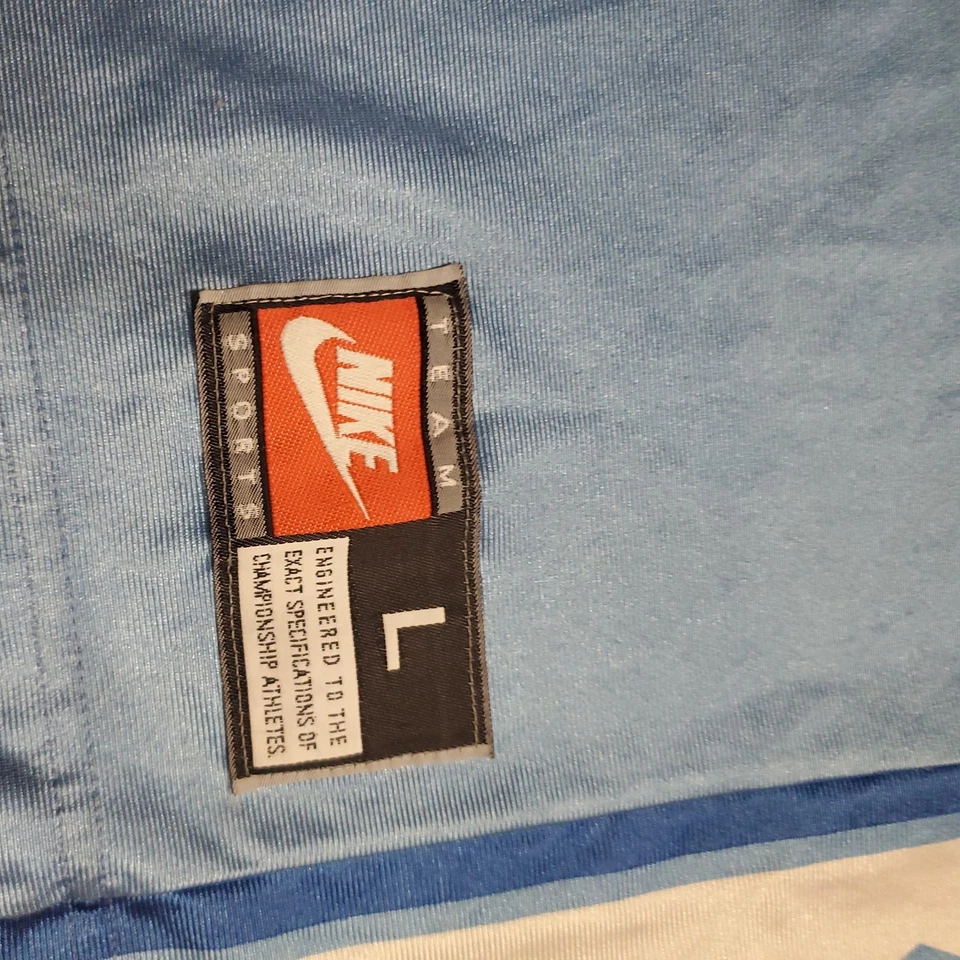 TEAM
NIKE
SPORTS
L
ENGINEERED TO THE
EXACT SPECIFICATIONS OF
CHAMPIONSHIP ATHLETES.